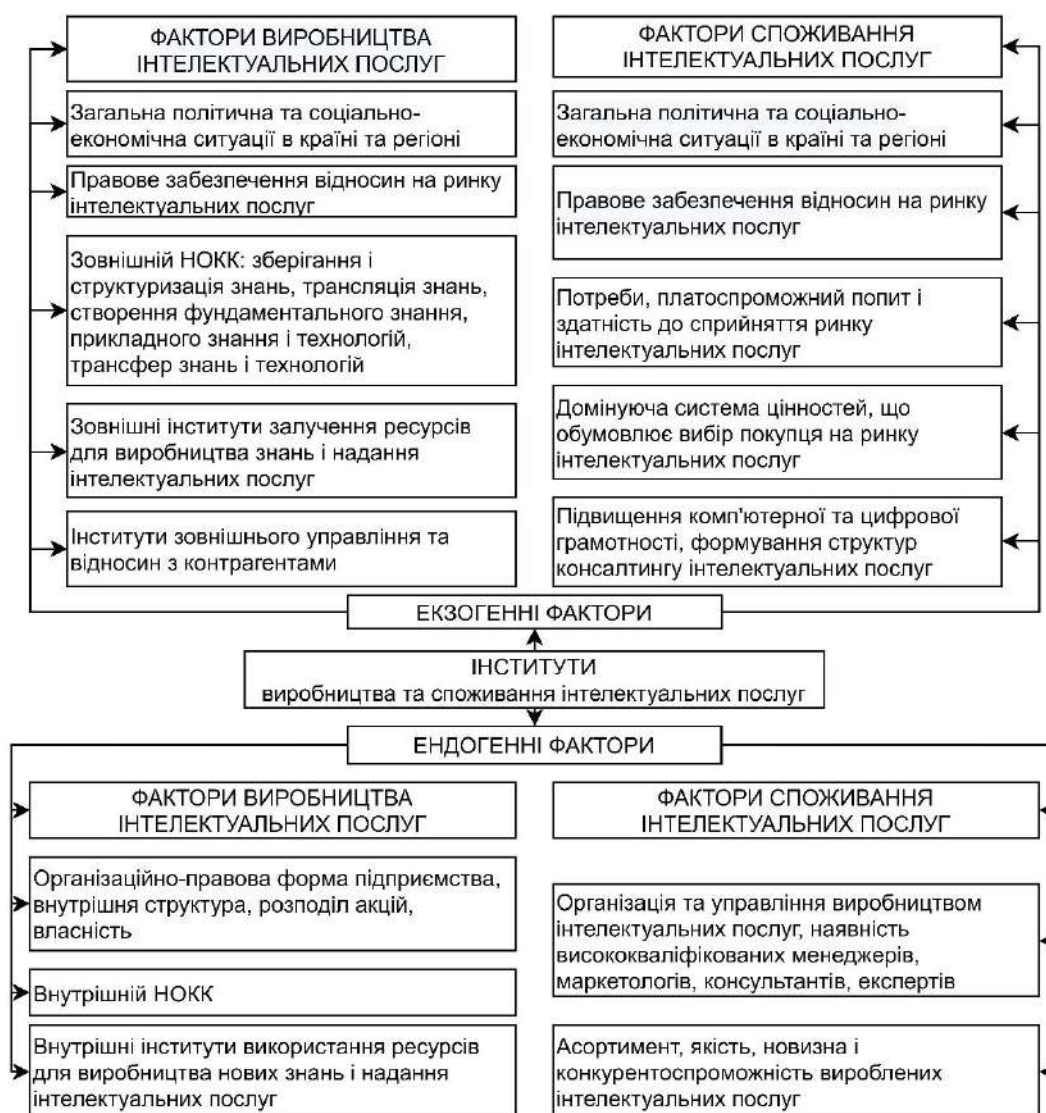 ФАКТОРИ ВИРОБНИЦТВА
ІНТЕЛЕКТУАЛЬНИХ ПОСЛУГ
Загальна політична та соціально-
економічна ситуації в країні та регіоні
Правове забезпечення відносин на ринку
інтелектуальних послуг
Зовнішній НОКК: зберігання і
структуризація знань, трансляція знань,
створення фундаментального знання,
прикладного знання і технологій,
трансфер знань і технологій
Зовнішні інститути залучення ресурсів
для виробництва знань і надання
інтелектуальних послуг
Інститути зовнішнього управління та
відносин з контрагентами
ФАКТОРИ СПОЖИВАННЯ
ІНТЕЛЕКТУАЛЬНИХ ПОСЛУГ
Загальна політична та соціально-
економічна ситуації в країні та регіоні
Правове забезпечення відносин на ринку
інтелектуальних послуг
Потреби, платоспроможний попит і
здатність до сприйняття ринку
інтелектуальних послуг
Домінуюча система цінностей, що
обумовлює вибір покупця на ринку
інтелектуальних послуг
Підвищення комп'ютерної та цифрової
грамотності, формування структур
консалтингу інтелектуальних послуг
ЕКЗОГЕННІ ФАКТОРИ
ІНСТИТУТИ
виробництва та споживання інтелектуальних послуг
ЕНДОГЕННІ ФАКТОРИ
ФАКТОРИ ВИРОБНИЦТВА
ІНТЕЛЕКТУАЛЬНИХ ПОСЛУГ
Організаційно-правова форма підприємства,
внутрішня структура, розподіл акцій,
власність
Внутрішній НОКК
Внутрішні інститути використання ресурсів
для виробництва нових знань і надання
інтелектуальних послуг
ФАКТОРИ СПОЖИВАННЯ
ІНТЕЛЕКТУАЛЬНИХ ПОСЛУГ
Організація та управління виробництвом
інтелектуальних послуг, наявність
висококваліфікованих менеджерів,
маркетологів, консультантів, експертів
Асортимент, якість, новизна і
конкурентоспроможність вироблених
інтелектуальних послуг